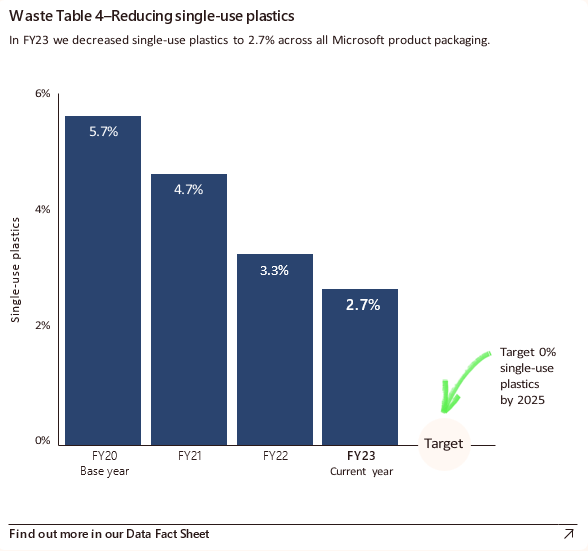 Waste Table 4–Reducing single-use plastics
In FY23 we decreased single-use plastics to 2.7% across all Microsoft product packaging.
6%
4%
2%
0%
Single-use plastics
5.7%
4.7%
3.3%
2.7%
FY20
Base year
FY21
FY22
FY23
Current year
Target
Target 0%
single-use
plastics
by 2025
Find out more in our Data Fact Sheet